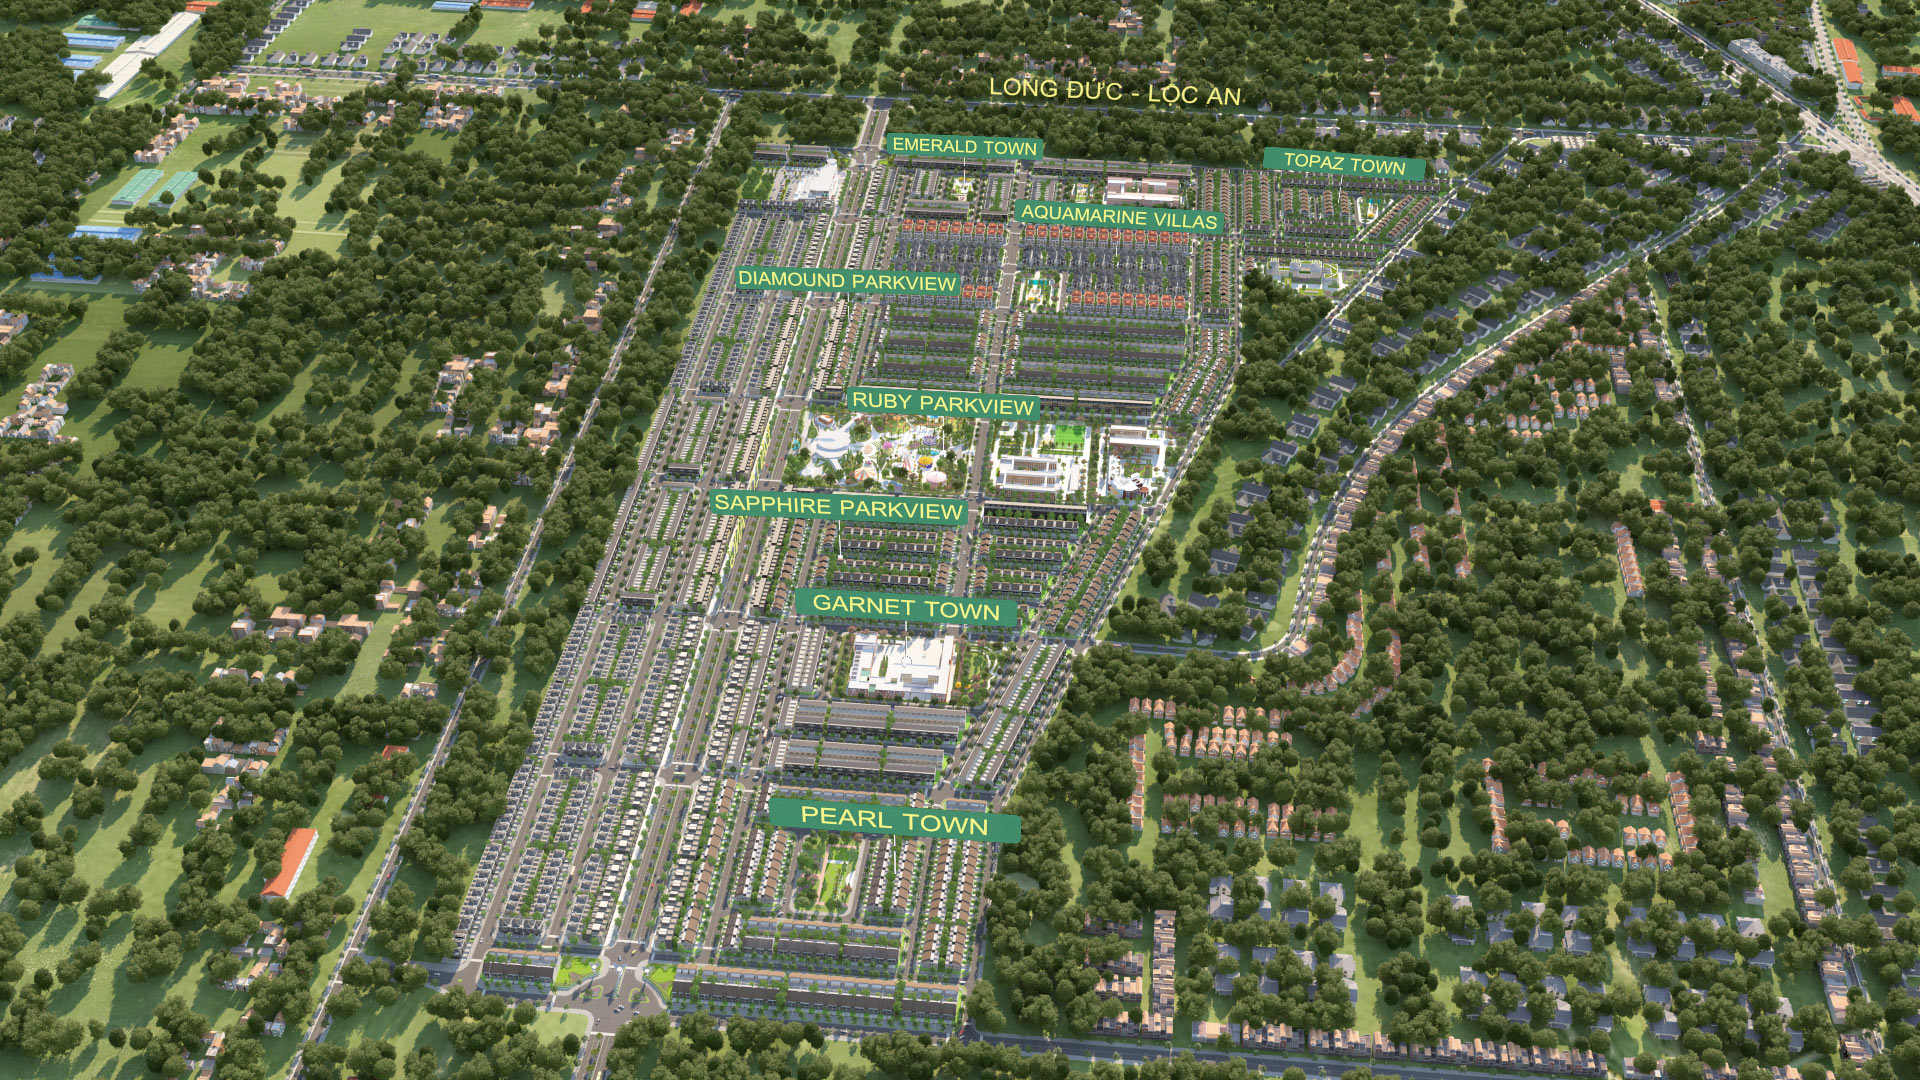 LONG ĐỨC - LỘC AN
EMERALD TOWN
TOPAZ TOWN
AQUAMARINE VILLAS
DIAMOUND PARKVIEW
RUBY PARKVIEW
SAPPHIRE PARKVIEW
GARNET TOWN
PEARL TOWN